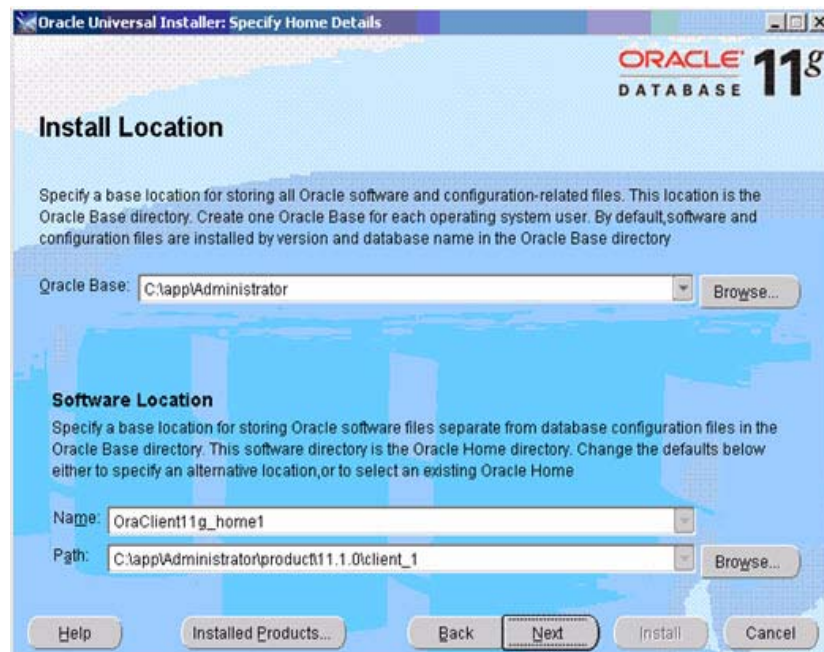 Oracle Universal Installer: Specify Home Details
ORACLE 11g
DATABASE
Install Location
Specify a base location for storing all Oracle software and configuration-related files. This location is the
Oracle Base directory. Create one Oracle Base for each operating system user. By default,software and
configuration files are installed by version and database name in the Oracle Base directory
Oracle Base: C:\app\Administrator Browse...
Software Location
Specify a base location for storing Oracle software files separate from database configuration files in the
Oracle Base directory. This software directory is the Oracle Home directory. Change the defaults below
either to specify an alternative location,or to select an existing Oracle Home
Name: OraClient11g_home1
Path: C:\app\Administrator\product\11.1.0\client_1 Browse...
Help Installed Products... Back Next Install Cancel